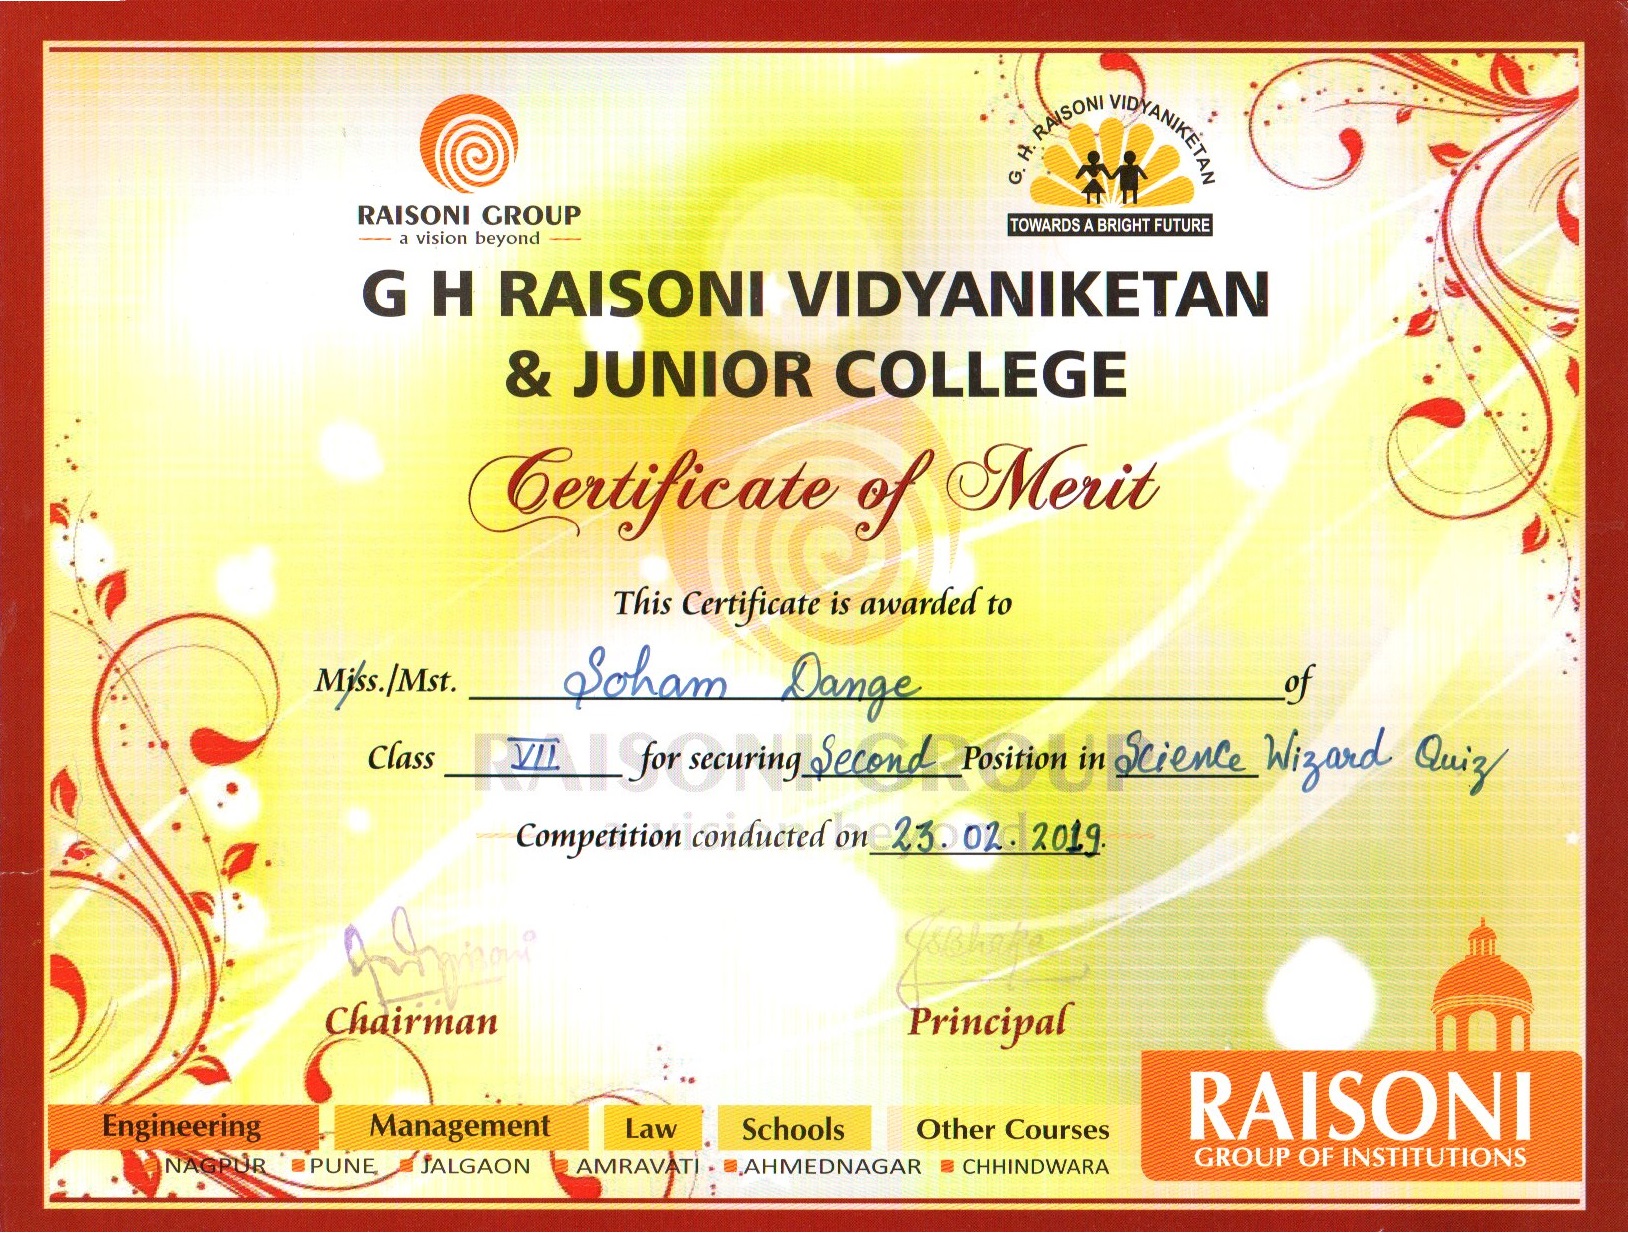 RAISONI GROUP
a vision beyond
G. H. RAISONI VIDYANIKETAN
TOWARDS A BRIGHT FUTURE
G H RAISONI VIDYANIKETAN
& JUNIOR COLLEGE
Certificate of Merit
This Certificate is awarded to
Miss./Mst. Soham Dange of
Class VII for securing Second Position in Science Wizard Quiz
RAISONI GROUP
a vision beyond
Competition conducted on 23.02.2019.
Chairman Principal
RAISONI
GROUP OF INSTITUTIONS
Engineering Management Law Schools Other Courses
NAGPUR PUNE JALGAON AMRAVATI AHMEDNAGAR CHHINDWARA